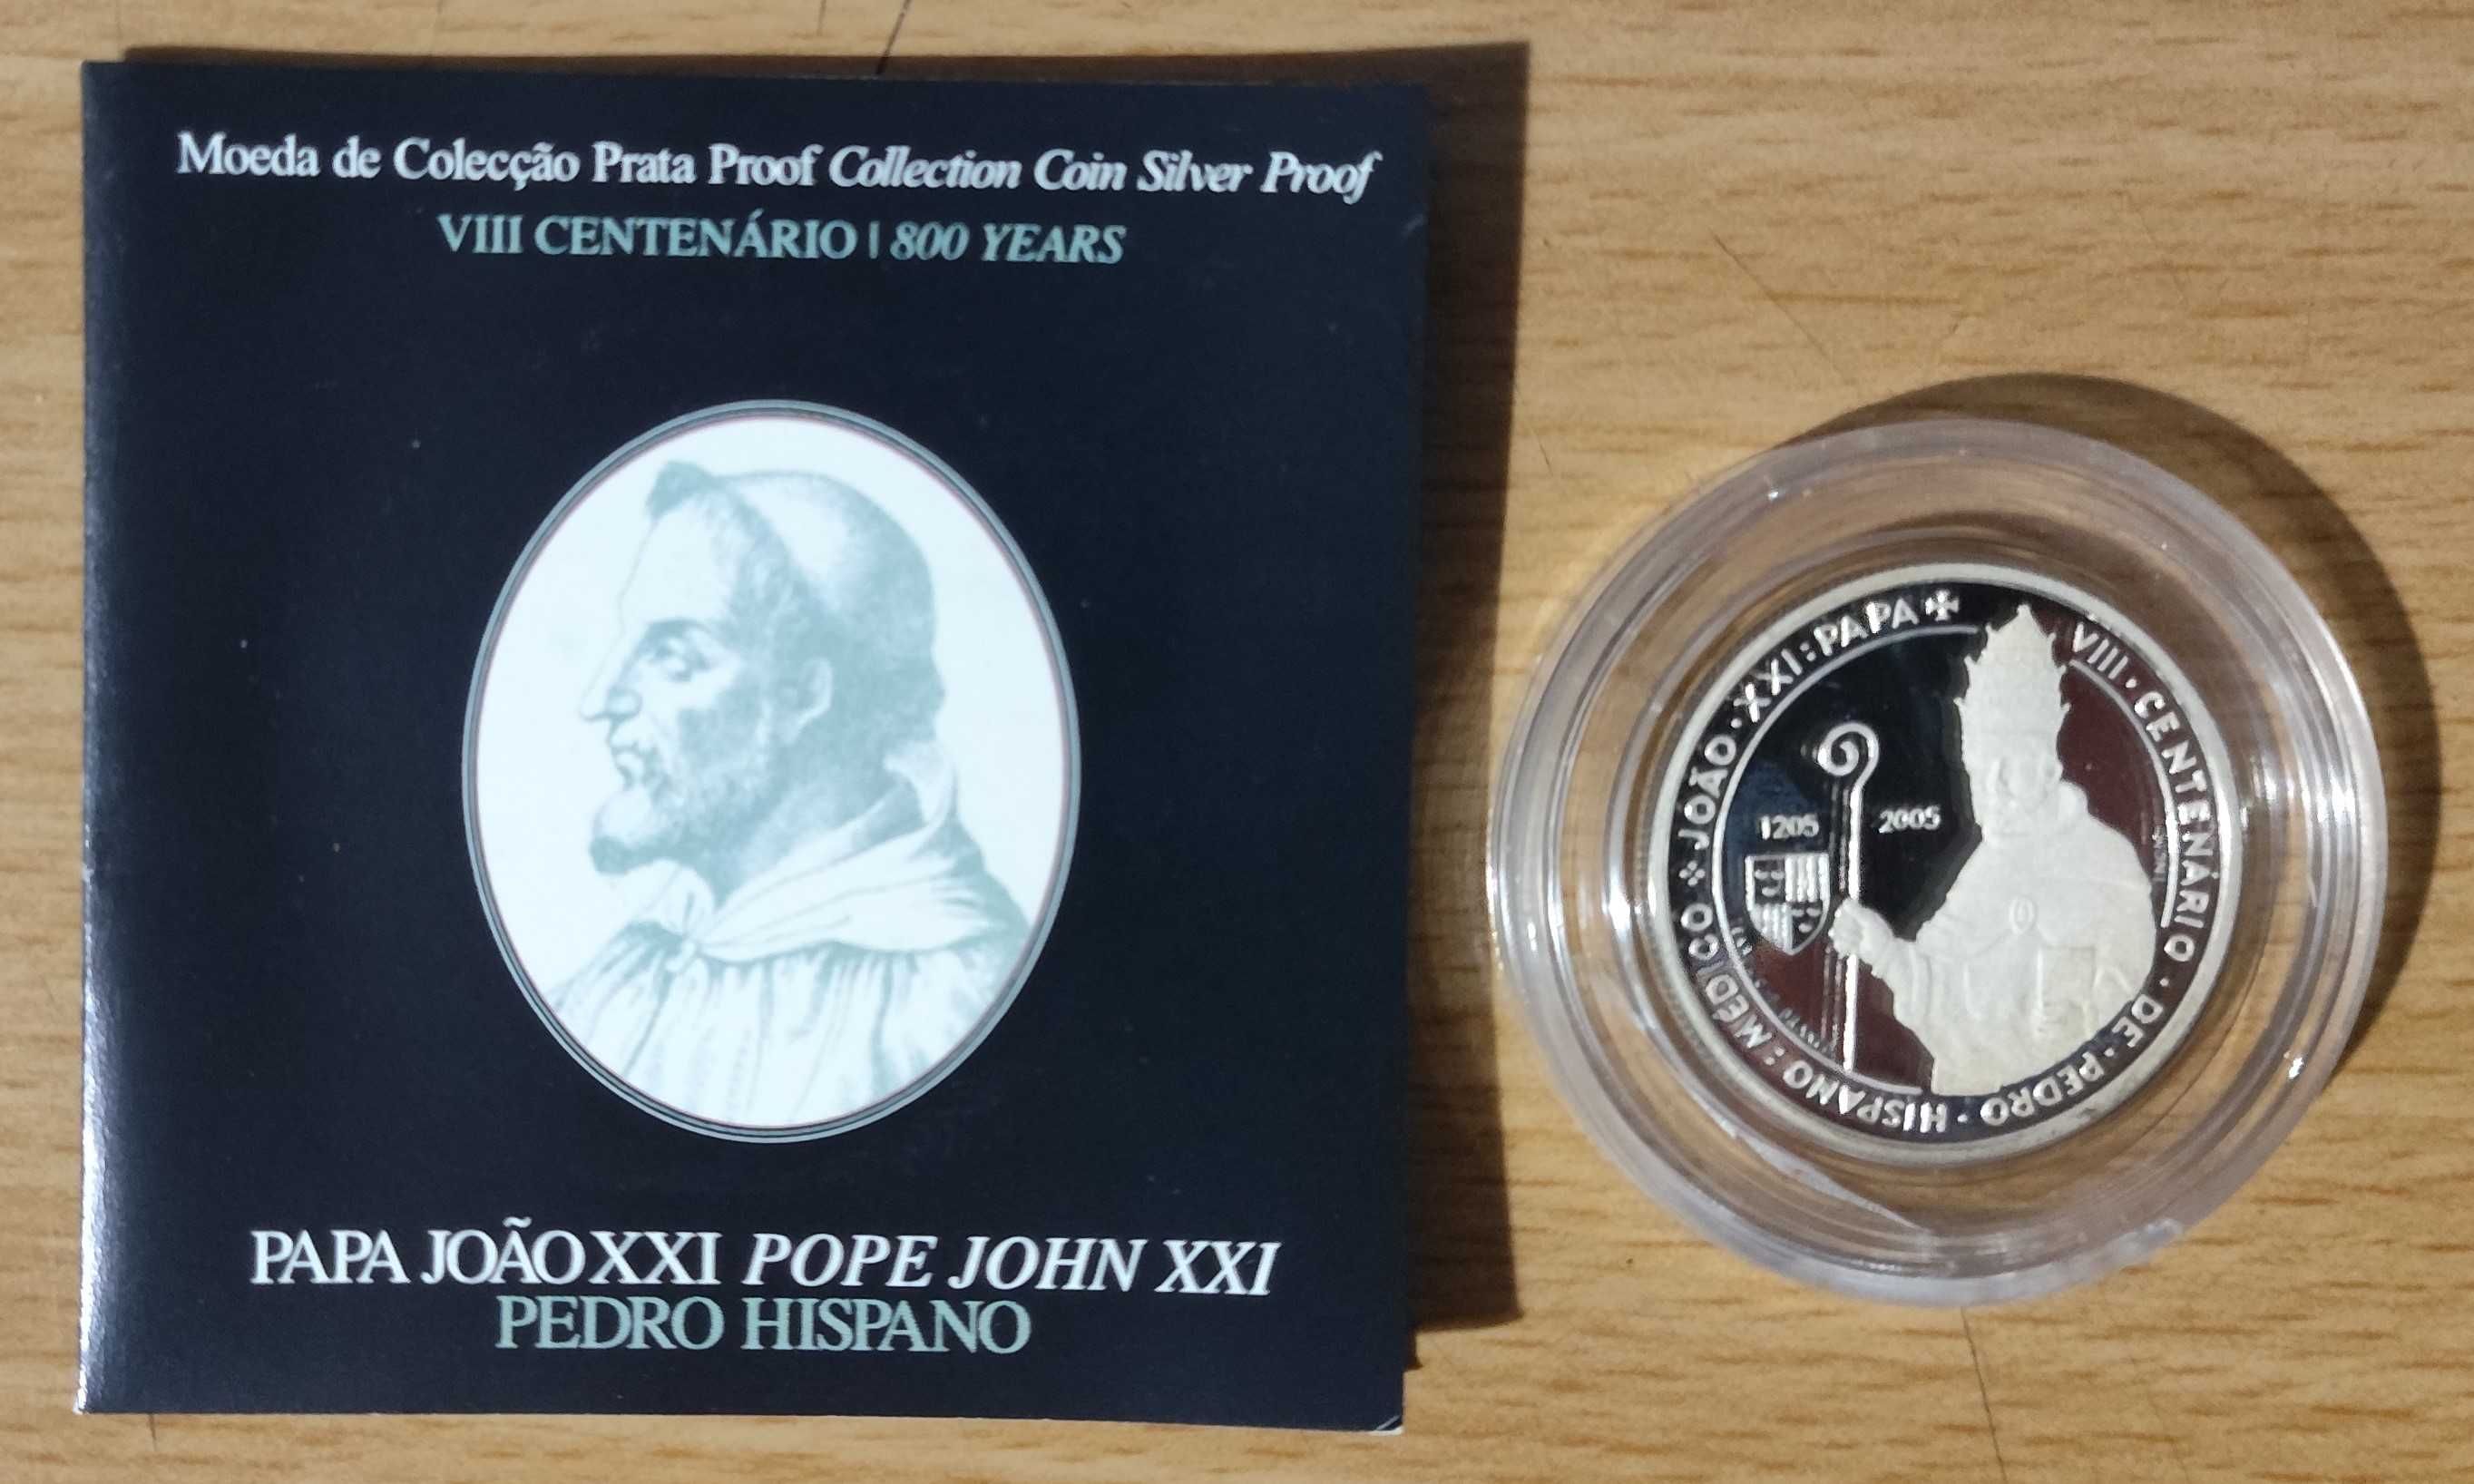 Moeda de Colecção Prata Proof Collection Coin Silver Proof
VIII CENTENÁRIO | 800 YEARS
PAPA JOÃO XXI POPE JOHN XXI
PEDRO HISPANO
VIII · CENTENÁRIO · DE · PEDRO · HISPANO : MÉDICO ⁘ JOÃO · XXI : PAPA ✠
1205 2005